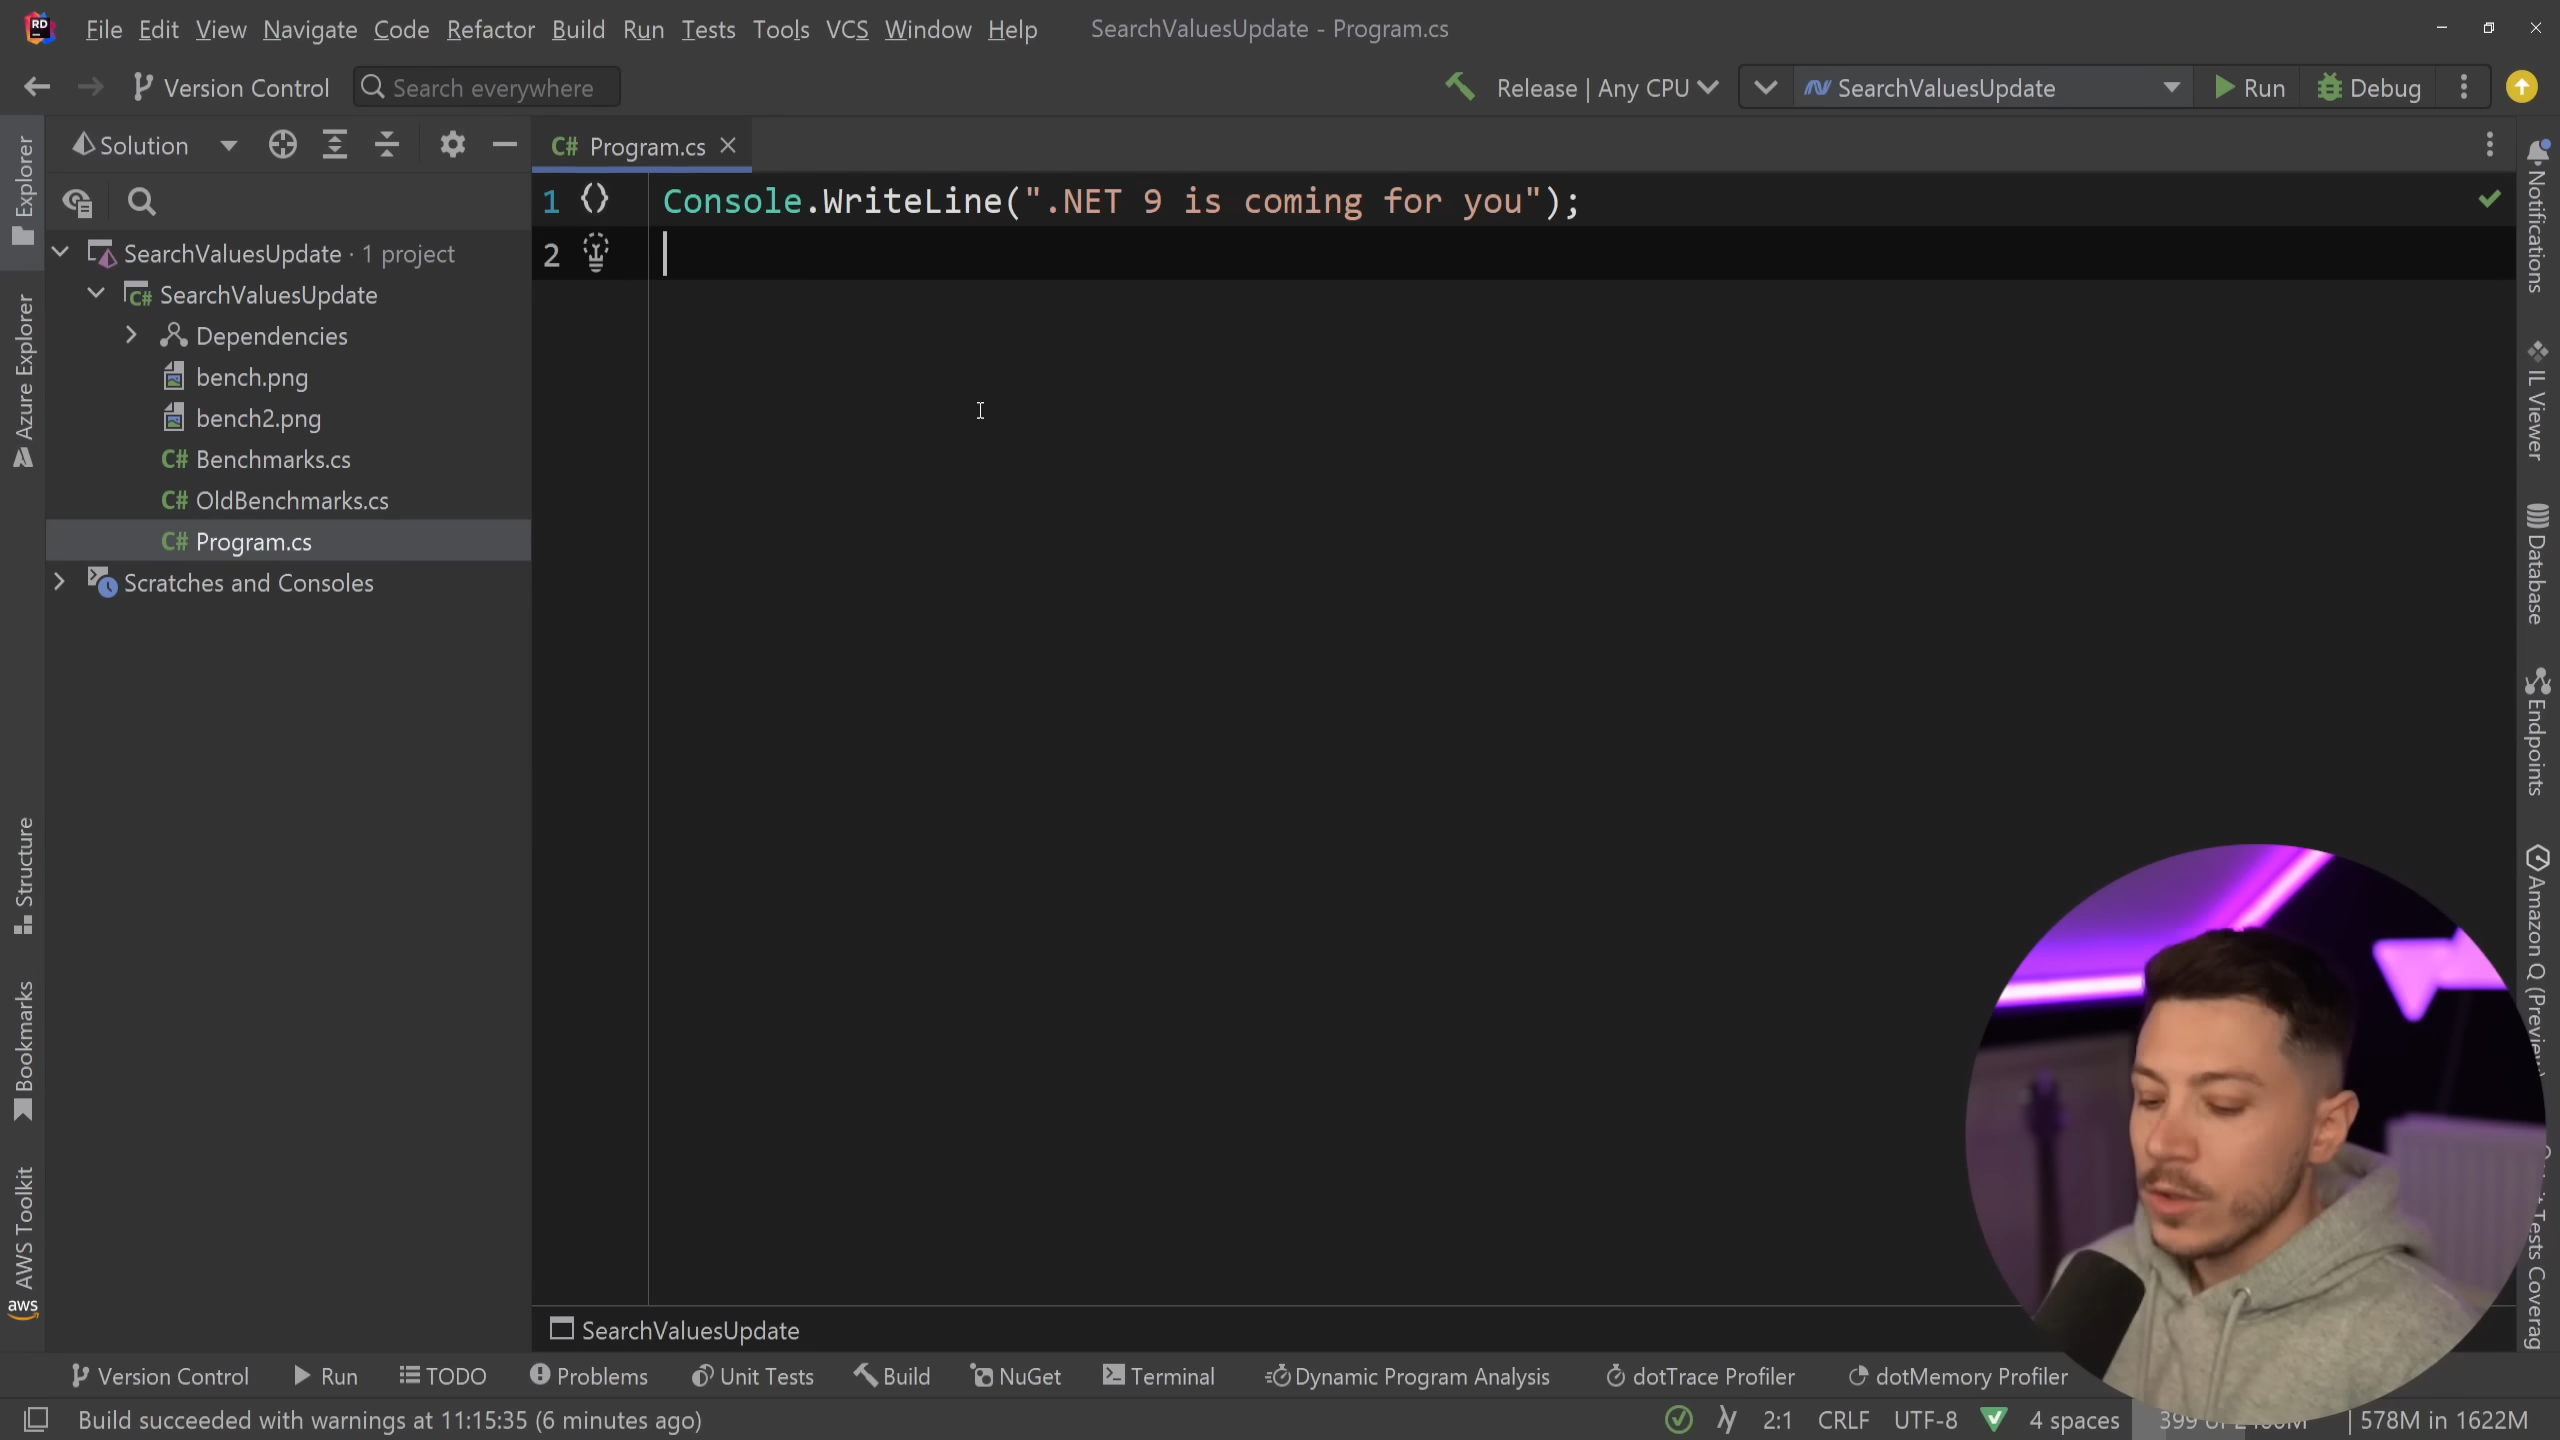 File Edit View Navigate Code Refactor Build Run Tests Tools VCS Window Help SearchValuesUpdate - Program.cs
Version Control Search everywhere Release | Any CPU SearchValuesUpdate Run Debug
Solution
C# Program.cs
1 Console.WriteLine(".NET 9 is coming for you");
2
SearchValuesUpdate · 1 project
C# SearchValuesUpdate
Dependencies
bench.png
bench2.png
C# Benchmarks.cs
C# OldBenchmarks.cs
C# Program.cs
Scratches and Consoles
Explorer
Azure Explorer
Structure
Bookmarks
AWS Toolkit
aws
Notifications
IL Viewer
Database
Endpoints
Amazon Q (Preview)
Tests Coverag
SearchValuesUpdate
Version Control Run TODO Problems Unit Tests Build NuGet Terminal Dynamic Program Analysis dotTrace Profiler dotMemory Profiler
Build succeeded with warnings at 11:15:35 (6 minutes ago) 2:1 CRLF UTF-8 4 spaces 399 578M in 1622M